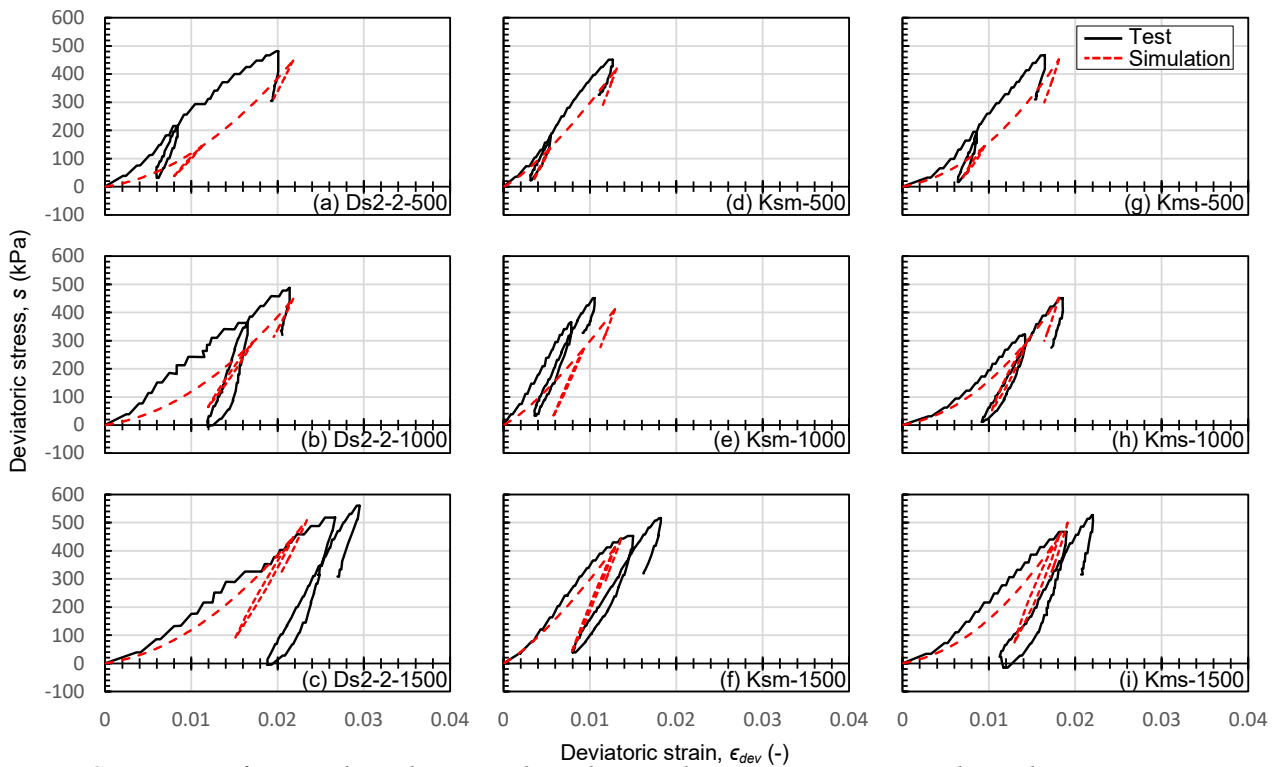 600
500
400
300
200
100
0
-100
(a) Ds2-2-500
(d) Ksm-500
(g) Kms-500
Test
Simulation
Deviatoric stress, s (kPa)
600
500
400
300
200
100
0
-100
(b) Ds2-2-1000
(e) Ksm-1000
(h) Kms-1000
600
500
400
300
200
100
0
-100
(c) Ds2-2-1500
(f) Ksm-1500
(i) Kms-1500
0 0.01 0.02 0.03 0.04
0 0.01 0.02 0.03 0.04
0 0.01 0.02 0.03 0.04
Deviatoric strain, ϵdev (-)